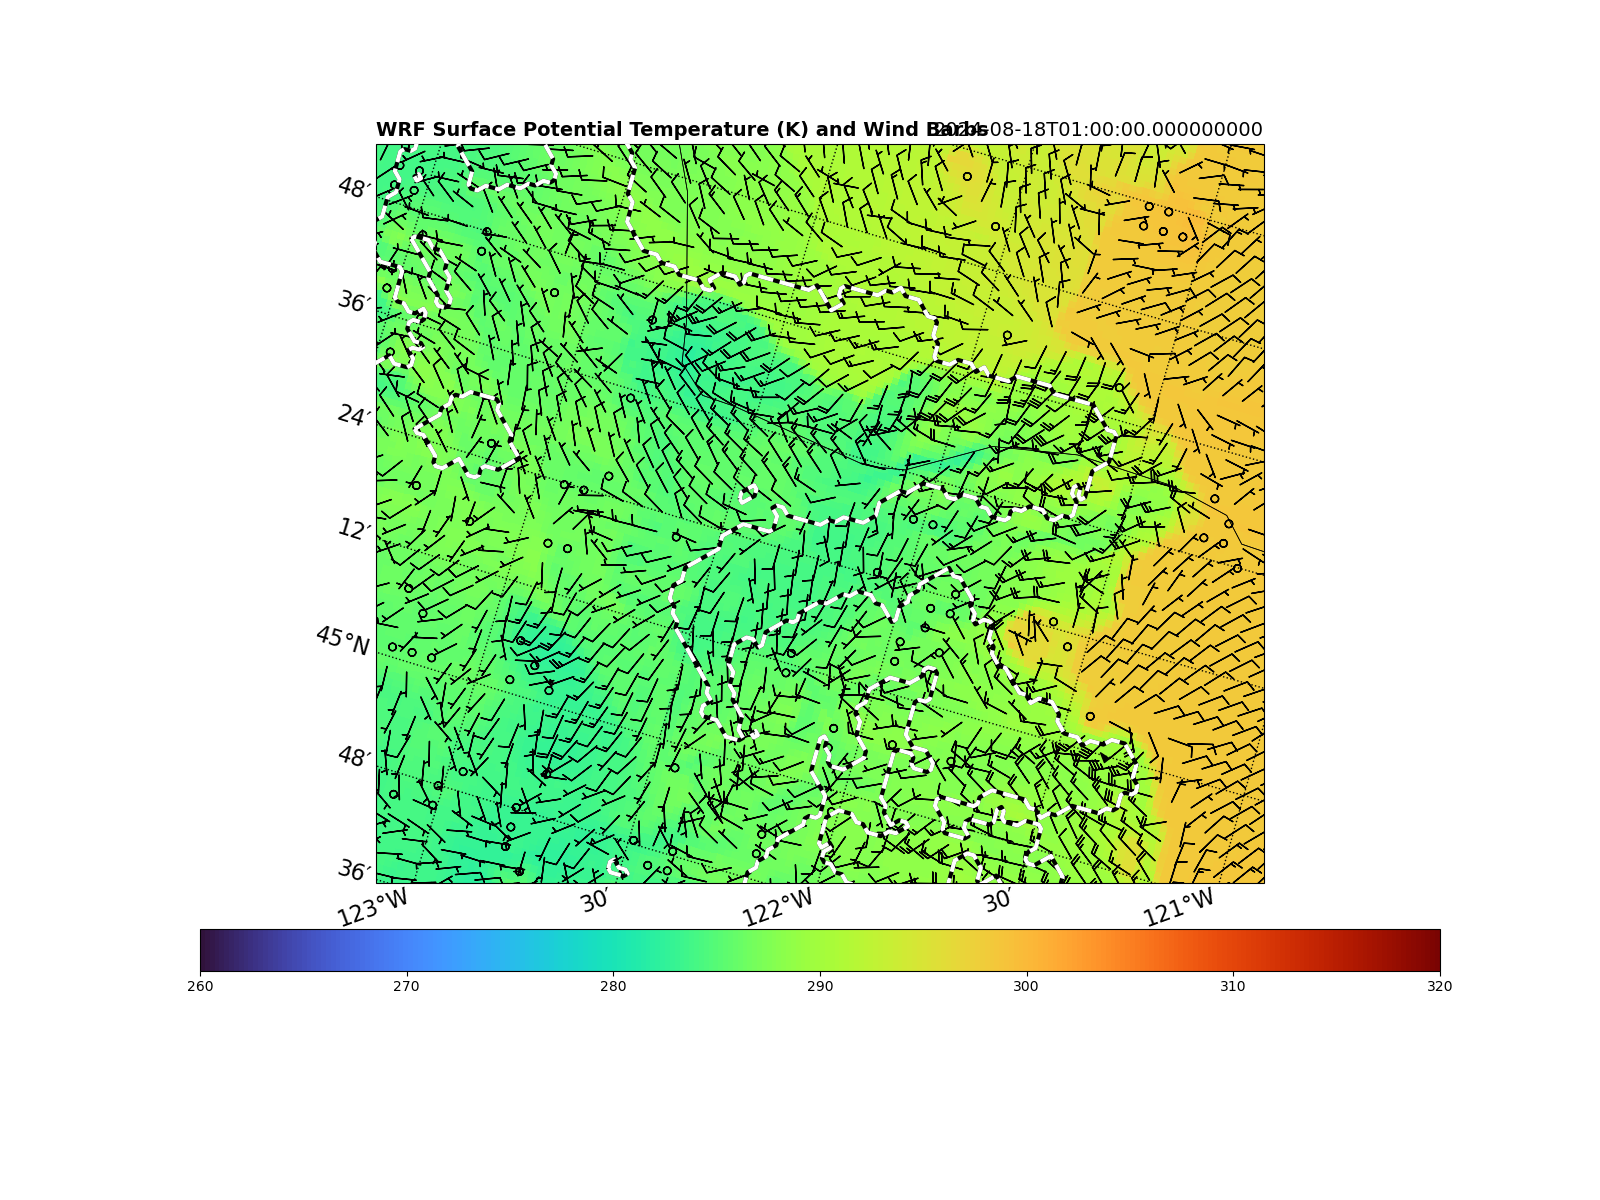 WRF Surface Potential Temperature (K) and Wind Barbs 2024-08-18T01:00:00.000000000
48′
36′
24′
12′
45°N
48′
36′
123°W 30′ 122°W 30′ 121°W
260 270 280 290 300 310 320